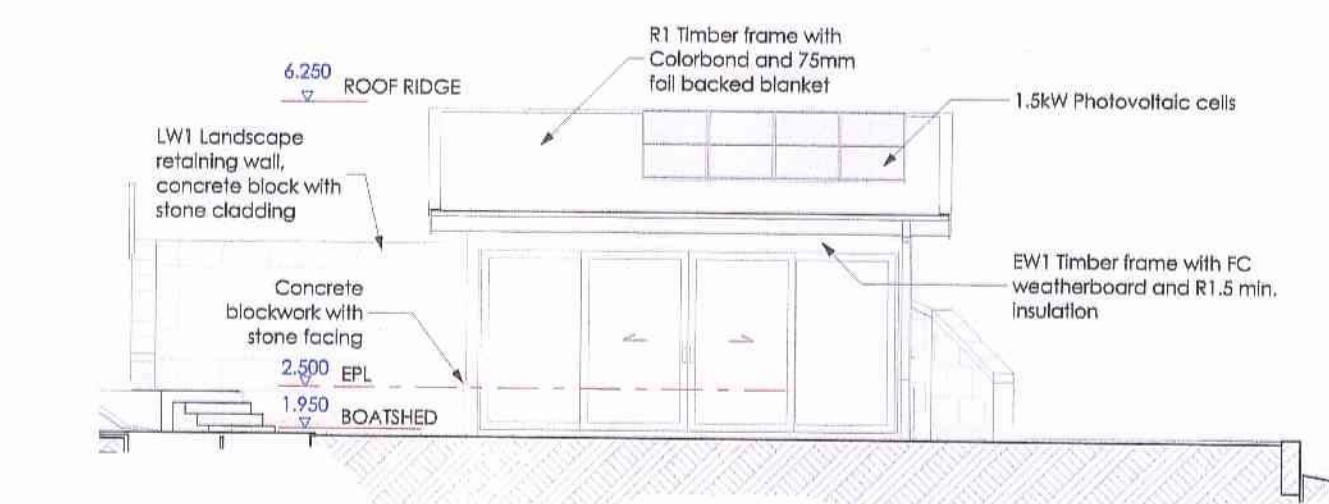 R1 Timber frame with
Colorbond and 75mm
foil backed blanket
6.250
ROOF RIDGE
1.5kW Photovoltaic cells
LW1 Landscape
retaining wall,
concrete block with
stone cladding
EW1 Timber frame with FC
weatherboard and R1.5 min.
insulation
Concrete
blockwork with
stone facing
2.500 EPL
1.950 BOATSHED